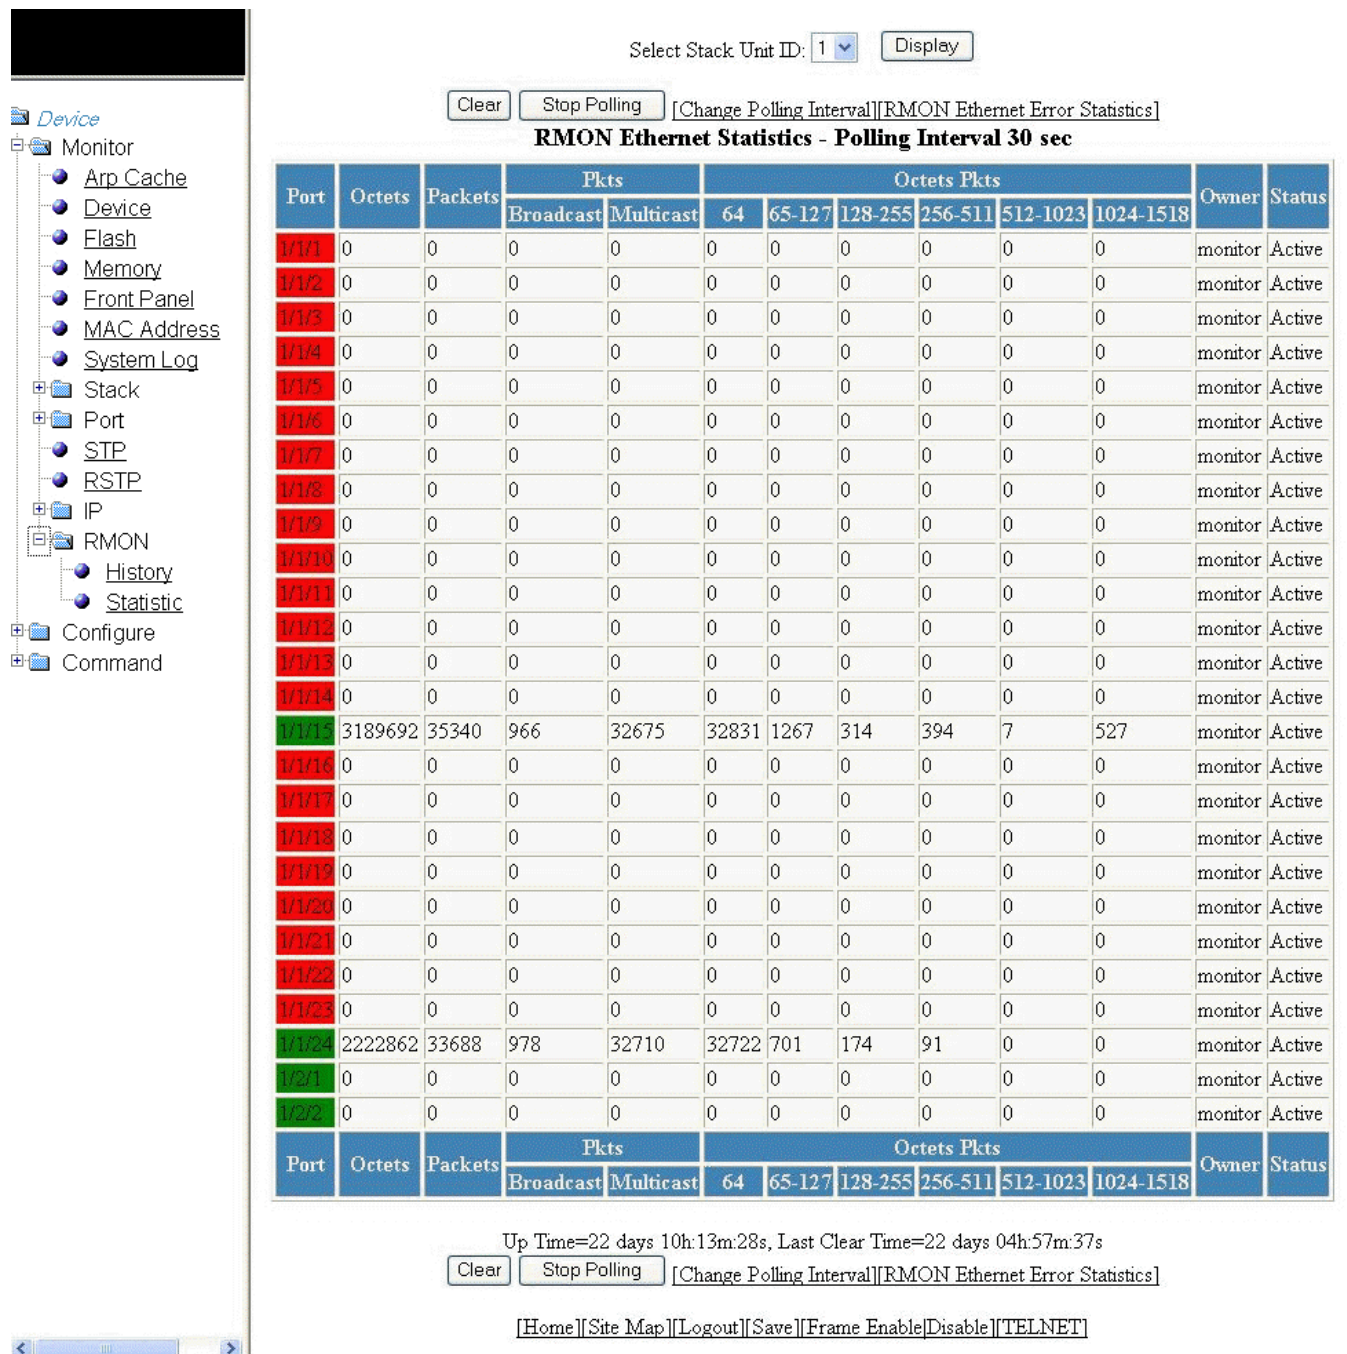 Select Stack Unit ID: 1 Display
Clear Stop Polling [Change Polling Interval][RMON Ethernet Error Statistics]
RMON Ethernet Statistics - Polling Interval 30 sec
Device
Monitor
Arp Cache
Device
Flash
Memory
Front Panel
MAC Address
System Log
Stack
Port
STP
RSTP
IP
RMON
History
Statistic
Configure
Command
Port Octets Packets Pkts Octets Pkts Owner Status
Broadcast Multicast 64 65-127 128-255 256-511 512-1023 1024-1518
1/1/1 0 0 0 0 0 0 0 0 0 0 monitor Active
1/1/2 0 0 0 0 0 0 0 0 0 0 monitor Active
1/1/3 0 0 0 0 0 0 0 0 0 0 monitor Active
1/1/4 0 0 0 0 0 0 0 0 0 0 monitor Active
1/1/5 0 0 0 0 0 0 0 0 0 0 monitor Active
1/1/6 0 0 0 0 0 0 0 0 0 0 monitor Active
1/1/7 0 0 0 0 0 0 0 0 0 0 monitor Active
1/1/8 0 0 0 0 0 0 0 0 0 0 monitor Active
1/1/9 0 0 0 0 0 0 0 0 0 0 monitor Active
1/1/10 0 0 0 0 0 0 0 0 0 0 monitor Active
1/1/11 0 0 0 0 0 0 0 0 0 0 monitor Active
1/1/12 0 0 0 0 0 0 0 0 0 0 monitor Active
1/1/13 0 0 0 0 0 0 0 0 0 0 monitor Active
1/1/14 0 0 0 0 0 0 0 0 0 0 monitor Active
1/1/15 3189692 35340 966 32675 32831 1267 314 394 7 527 monitor Active
1/1/16 0 0 0 0 0 0 0 0 0 0 monitor Active
1/1/17 0 0 0 0 0 0 0 0 0 0 monitor Active
1/1/18 0 0 0 0 0 0 0 0 0 0 monitor Active
1/1/19 0 0 0 0 0 0 0 0 0 0 monitor Active
1/1/20 0 0 0 0 0 0 0 0 0 0 monitor Active
1/1/21 0 0 0 0 0 0 0 0 0 0 monitor Active
1/1/22 0 0 0 0 0 0 0 0 0 0 monitor Active
1/1/23 0 0 0 0 0 0 0 0 0 0 monitor Active
1/1/24 2222862 33688 978 32710 32722 701 174 91 0 0 monitor Active
1/2/1 0 0 0 0 0 0 0 0 0 0 monitor Active
1/2/2 0 0 0 0 0 0 0 0 0 0 monitor Active
Port Octets Packets Pkts Octets Pkts Owner Status
Broadcast Multicast 64 65-127 128-255 256-511 512-1023 1024-1518
Up Time=22 days 10h:13m:28s, Last Clear Time=22 days 04h:57m:37s
Clear Stop Polling [Change Polling Interval][RMON Ethernet Error Statistics]
[Home][Site Map][Logout][Save][Frame Enable|Disable][TELNET]